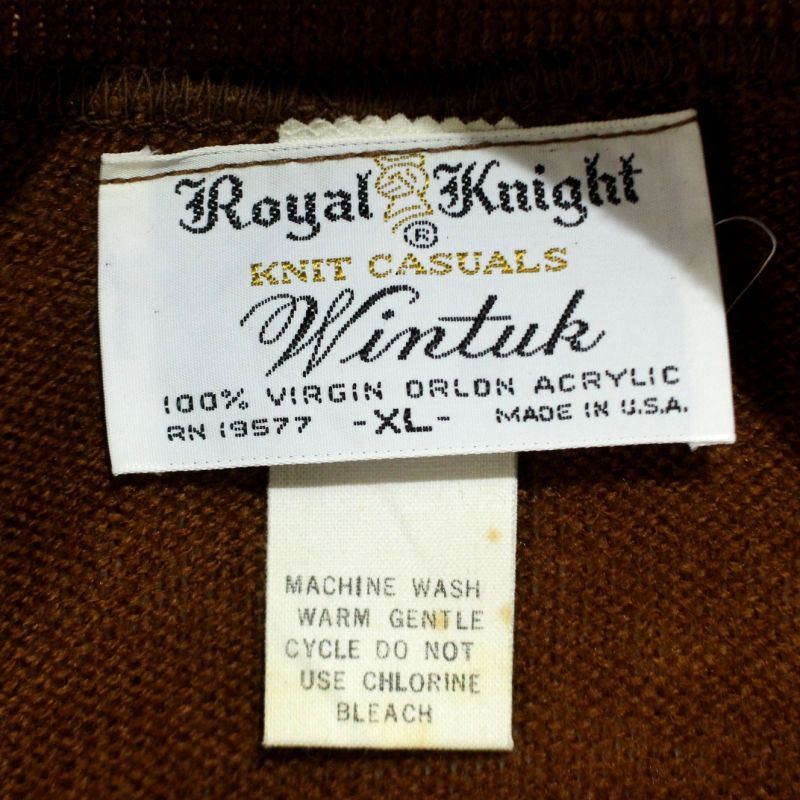 Royal Knight
®
KNIT CASUALS
Wintuk
100% VIRGIN ORLON ACRYLIC
RN 19577 -XL- MADE IN U.S.A.
MACHINE WASH
WARM GENTLE
CYCLE DO NOT
USE CHLORINE
BLEACH